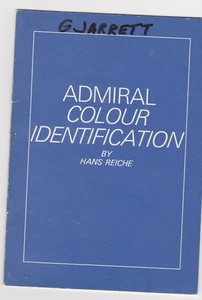 G JARRETT
ADMIRAL
COLOUR
IDENTIFICATION
BY
HANS REICHE